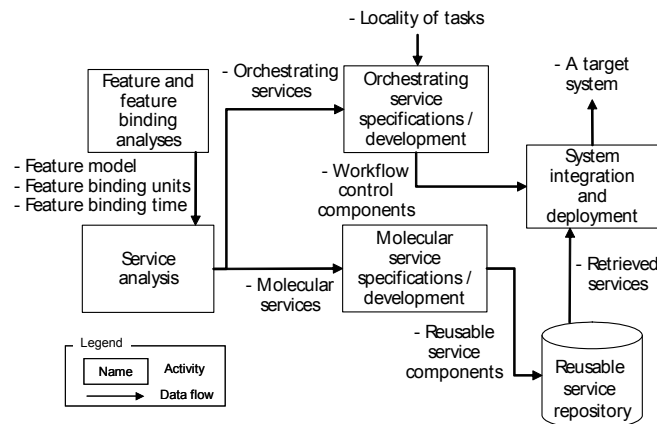 - Locality of tasks
Feature and
feature
binding
analyses
- Orchestrating
services
Orchestrating
service
specifications /
development
- A target
system
- Feature model
- Feature binding units
- Feature binding time
- Workflow
control
components
System
integration
and
deployment
Service
analysis
- Molecular
services
Molecular
service
specifications /
development
- Retrieved
services
- Reusable
service
components
Reusable
service
repository
Legend
Name
Activity
Data flow